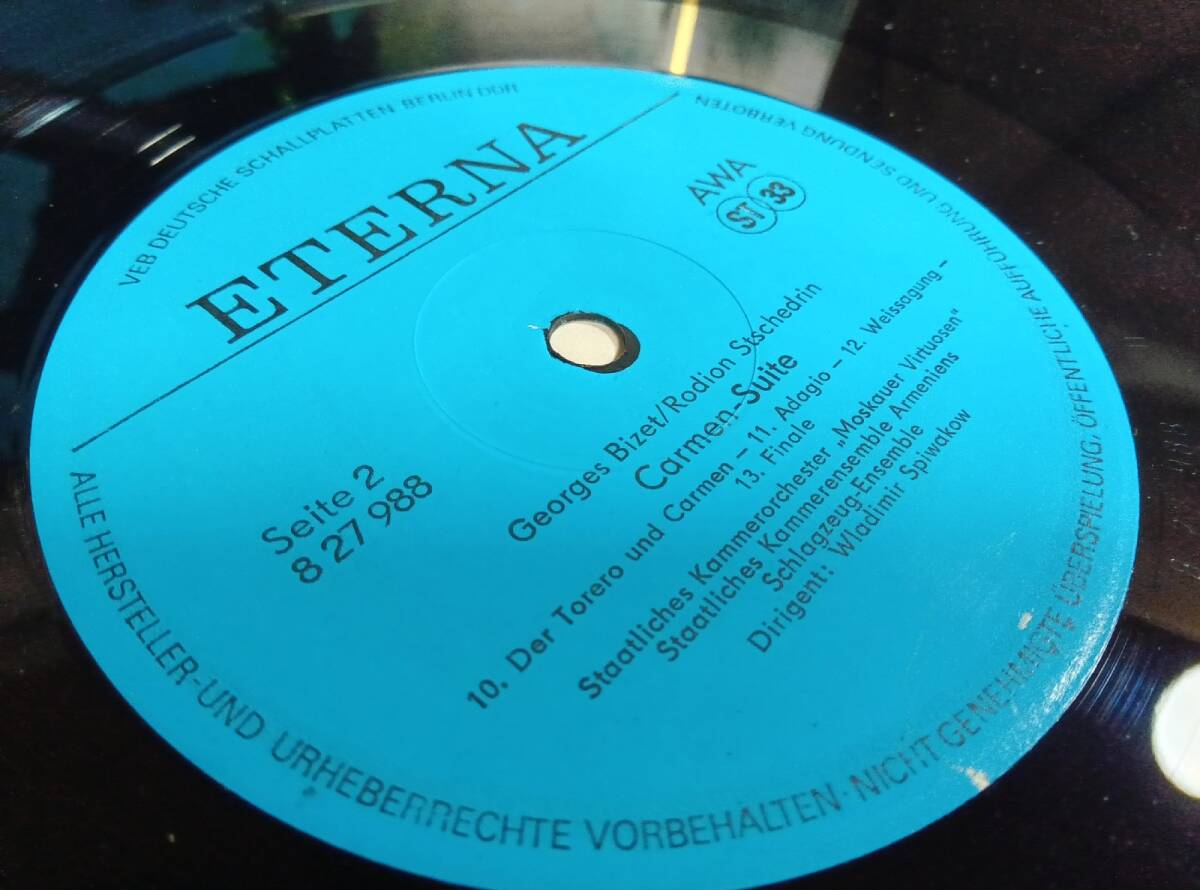 VEB DEUTSCHE SCHALLPLATTEN BERLIN DDR
ETERNA
AWA
ST 33
Seite 2
8 27 988
Georges Bizet/Rodion Stschedrin
Carmen-Suite
10. Der Torero und Carmen – 11. Adagio – 12. Weissagung –
13. Finale
Staatliches Kammerorchester „Moskauer Virtuosen"
Staatliches Kammerensemble Armeniens
Schlagzeug-Ensemble
Dirigent: Wladimir Spiwakow
ALLE HERSTELLER-UND URHEBERRECHTE VORBEHALTEN · NICHT GENEHMIGTE ÜBERSPIELUNG, ÖFFENTLICHE AUFFÜHRUNG UND SENDUNG VERBOTEN